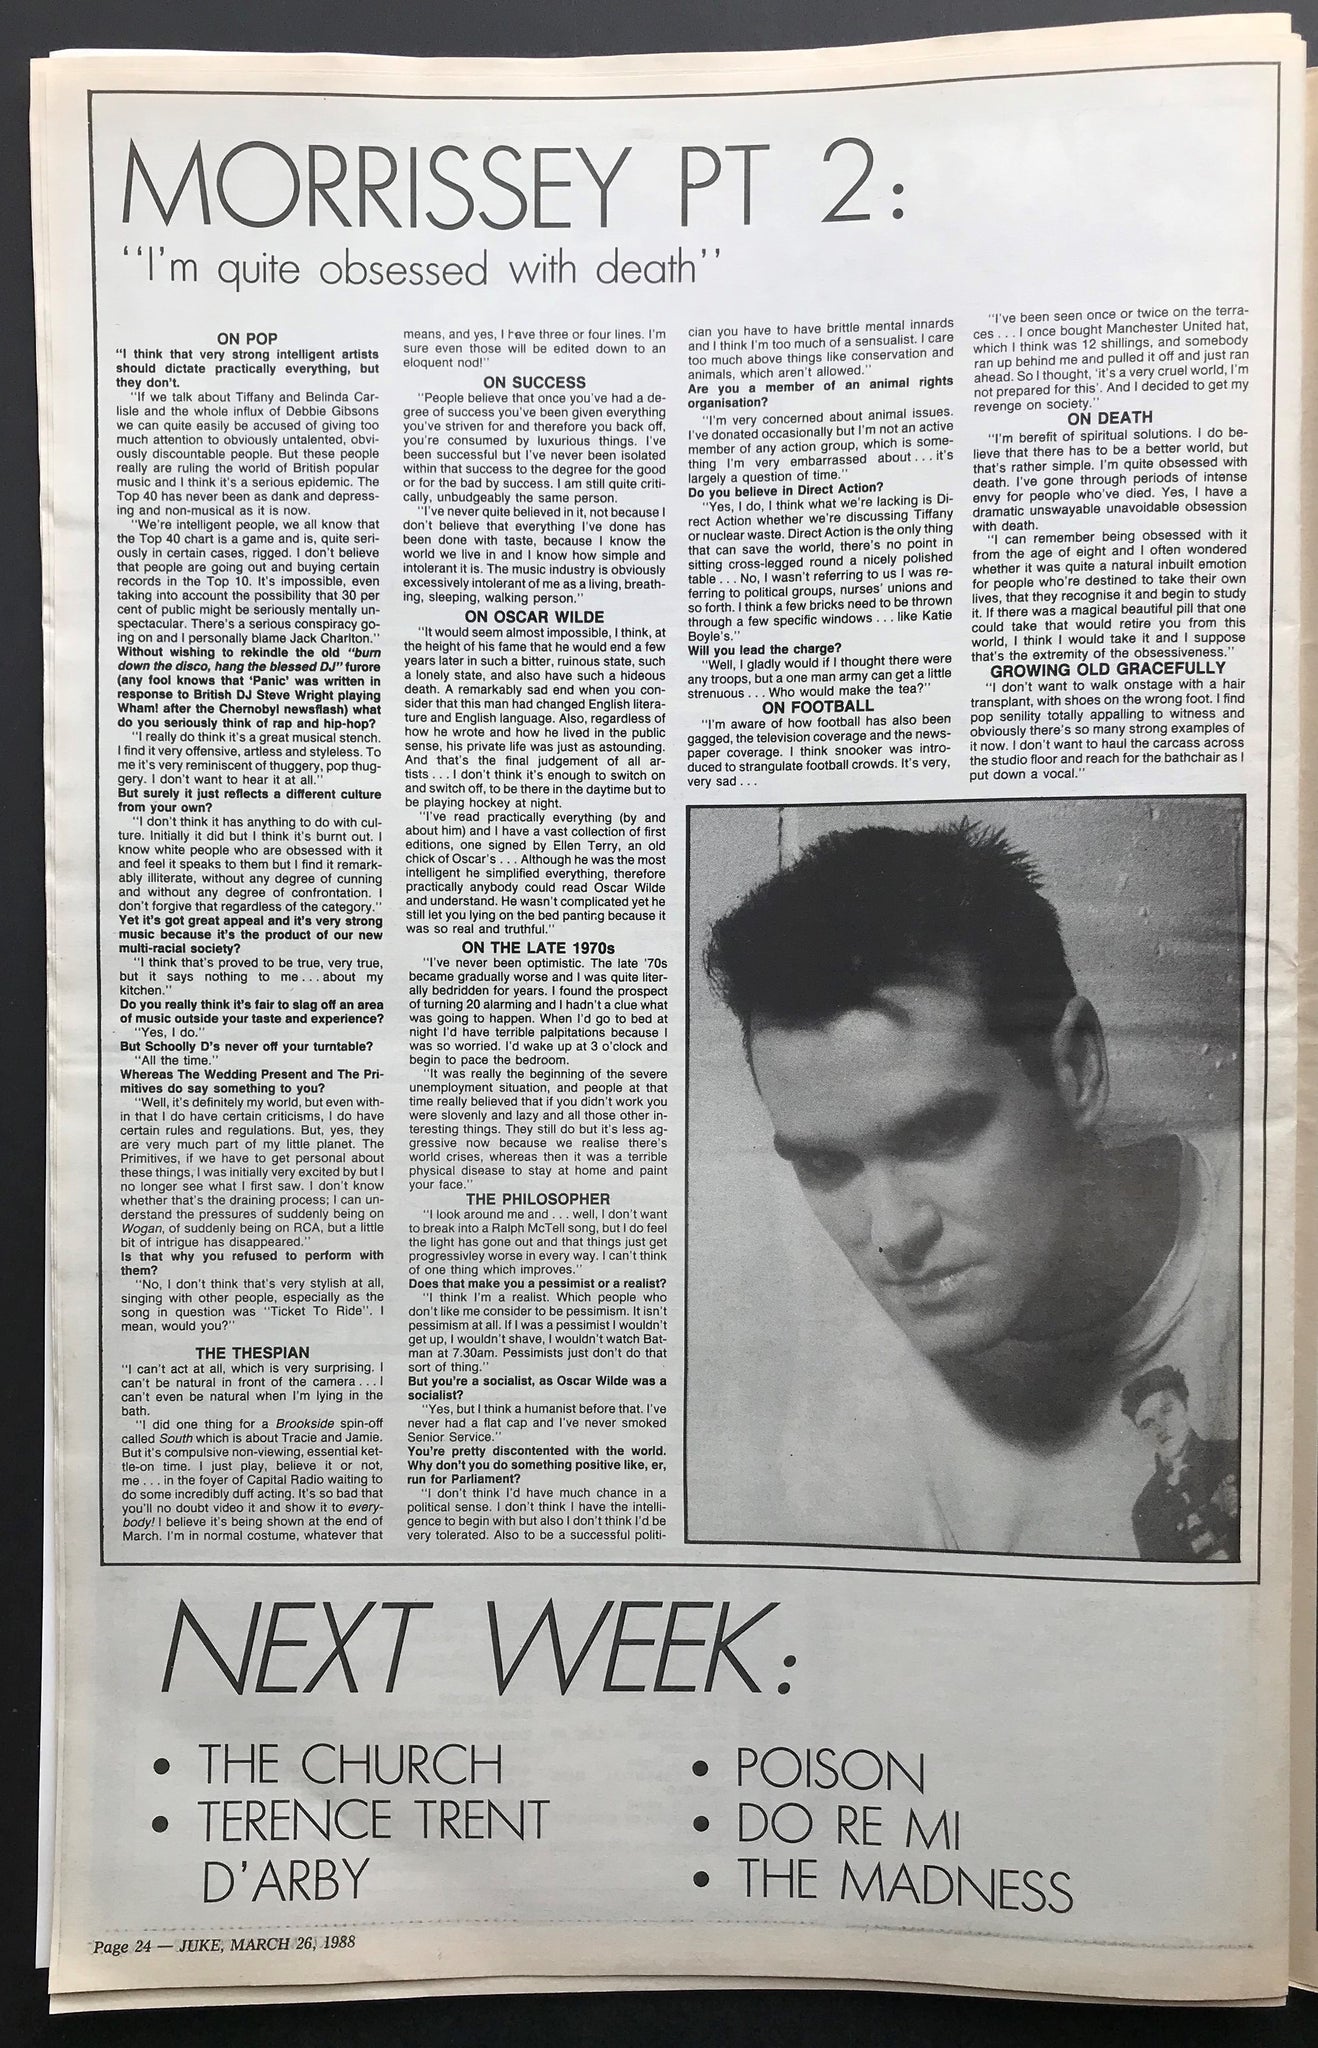 MORRISSEY PT 2:
"I'm quite obsessed with death"
ON POP
"I think that very strong intelligent artists
should dictate practically everything, but
they don't.
"If we talk about Tiffany and Belinda Car-
lisle and the whole influx of Debbie Gibsons
we can quite easily be accused of giving too
much attention to obviously untalented, obvi-
ously discountable people. But these people
really are ruling the world of British popular
music and I think it's a serious epidemic. The
Top 40 has never been as dank and depress-
ing and non-musical as it is now.
"We're intelligent people, we all know that
the Top 40 chart is a game and is, quite seri-
ously in certain cases, rigged. I don't believe
that people are going out and buying certain
records in the Top 10. It's impossible, even
taking into account the possibility that 30 per
cent of public might be seriously mentally un-
spectacular. There's a serious conspiracy go-
ing on and I personally blame Jack Charlton."
Without wishing to rekindle the old "burn
down the disco, hang the blessed DJ" furore
(any fool knows that 'Panic' was written in
response to British DJ Steve Wright playing
Wham! after the Chernobyl newsflash) what
do you seriously think of rap and hip-hop?
"I really do think it's a great musical stench.
I find it very offensive, artless and styleless. To
me it's very reminiscent of thuggery, pop thug-
gery. I don't want to hear it at all."
But surely it just reflects a different culture
from your own?
"I don't think it has anything to do with cul-
ture. Initially it did but I think it's burnt out. I
know white people who are obsessed with it
and feel it speaks to them but I find it remark-
ably illiterate, without any degree of cunning
and without any degree of confrontation. I
don't forgive that regardless of the category."
Yet it's got great appeal and it's very strong
music because it's the product of our new
multi-racial society?
"I think that's proved to be true, very true,
but it says nothing to me . . . about my
kitchen."
Do you really think it's fair to slag off an area
of music outside your taste and experience?
"Yes, I do."
But Schoolly D's never off your turntable?
"All the time."
Whereas The Wedding Present and The Pri-
mitives do say something to you?
"Well, it's definitely my world, but even with-
in that I do have certain criticisms, I do have
certain rules and regulations. But, yes, they
are very much part of my little planet. The
Primitives, if we have to get personal about
these things, I was initially very excited by but I
no longer see what I first saw. I don't know
whether that's the draining process; I can un-
derstand the pressures of suddenly being on
Wogan, of suddenly being on RCA, but a little
bit of intrigue has disappeared."
Is that why you refused to perform with
them?
"No, I don't think that's very stylish at all,
singing with other people, especially as the
song in question was "Ticket To Ride". I
mean, would you?"
THE THESPIAN
"I can't act at all, which is very surprising. I
can't be natural in front of the camera . . . I
can't even be natural when I'm lying in the
bath.
"I did one thing for a Brookside spin-off
called South which is about Tracie and Jamie.
But it's compulsive non-viewing, essential ket-
tle-on time. I just play, believe it or not,
me . . . in the foyer of Capital Radio waiting to
do some incredibly duff acting. It's so bad that
you'll no doubt video it and show it to every-
body! I believe it's being shown at the end of
March. I'm in normal costume, whatever that
means, and yes, I have three or four lines. I'm
sure even those will be edited down to an
eloquent nod!"
ON SUCCESS
"People believe that once you've had a de-
gree of success you've been given everything
you've striven for and therefore you back off,
you're consumed by luxurious things. I've
been successful but I've never been isolated
within that success to the degree for the good
or for the bad by success. I am still quite criti-
cally, unbudgeably the same person.
"I've never quite believed in it, not because I
don't believe that everything I've done has
been done with taste, because I know the
world we live in and I know how simple and
intolerant it is. The music industry is obviously
excessively intolerant of me as a living, breath-
ing, sleeping, walking person."
ON OSCAR WILDE
"It would seem almost impossible, I think, at
the height of his fame that he would end a few
years later in such a bitter, ruinous state, such
a lonely state, and also have such a hideous
death. A remarkably sad end when you con-
sider that this man had changed English litera-
ture and English language. Also, regardless of
how he wrote and how he lived in the public
sense, his private life was just as astounding.
And that's the final judgement of all ar-
tists . . . I don't think it's enough to switch on
and switch off, to be there in the daytime but to
be playing hockey at night.
"I've read practically everything (by and
about him) and I have a vast collection of first
editions, one signed by Ellen Terry, an old
chick of Oscar's . . . Although he was the most
intelligent he simplified everything, therefore
practically anybody could read Oscar Wilde
and understand. He wasn't complicated yet he
still let you lying on the bed panting because it
was so real and truthful."
ON THE LATE 1970s
"I've never been optimistic. The late '70s
became gradually worse and I was quite liter-
ally bedridden for years. I found the prospect
of turning 20 alarming and I hadn't a clue what
was going to happen. When I'd go to bed at
night I'd have terrible palpitations because I
was so worried. I'd wake up at 3 o'clock and
begin to pace the bedroom.
"It was really the beginning of the severe
unemployment situation, and people at that
time really believed that if you didn't work you
were slovenly and lazy and all those other in-
teresting things. They still do but it's less ag-
gressive now because we realise there's
world crises, whereas then it was a terrible
physical disease to stay at home and paint
your face."
THE PHILOSOPHER
"I look around me and . . . well, I don't want
to break into a Ralph McTell song, but I do feel
the light has gone out and that things just get
progressivley worse in every way. I can't think
of one thing which improves."
Does that make you a pessimist or a realist?
"I think I'm a realist. Which people who
don't like me consider to be pessimism. It isn't
pessimism at all. If I was a pessimist I wouldn't
get up, I wouldn't shave, I wouldn't watch Bat-
man at 7.30am. Pessimists just don't do that
sort of thing."
But you're a socialist, as Oscar Wilde was a
socialist?
"Yes, but I think a humanist before that. I've
never had a flat cap and I've never smoked
Senior Service."
You're pretty discontented with the world.
Why don't you do something positive like, er,
run for Parliament?
"I don't think I'd have much chance in a
political sense. I don't think I have the intelli-
gence to begin with but also I don't think I'd be
very tolerated. Also to be a successful politi-
cian you have to have brittle mental innards
and I think I'm too much of a sensualist. I care
too much above things like conservation and
animals, which aren't allowed."
Are you a member of an animal rights
organisation?
"I'm very concerned about animal issues.
I've donated occasionally but I'm not an active
member of any action group, which is some-
thing I'm very embarrassed about . . . it's
largely a question of time."
Do you believe in Direct Action?
"Yes, I do, I think what we're lacking is Di-
rect Action whether we're discussing Tiffany
or nuclear waste. Direct Action is the only thing
that can save the world, there's no point in
sitting cross-legged round a nicely polished
table . . . No, I wasn't referring to us I was re-
ferring to political groups, nurses' unions and
so forth. I think a few bricks need to be thrown
through a few specific windows . . . like Katie
Boyle's."
Will you lead the charge?
"Well, I gladly would if I thought there were
any troops, but a one man army can get a little
strenuous . . . Who would make the tea?"
ON FOOTBALL
"I'm aware of how football has also been
gagged, the television coverage and the news-
paper coverage. I think snooker was intro-
duced to strangulate football crowds. It's very,
very sad . . .
"I've been seen once or twice on the terra-
ces . . . I once bought Manchester United hat,
which I think was 12 shillings, and somebody
ran up behind me and pulled it off and just ran
ahead. So I thought, 'it's a very cruel world, I'm
not prepared for this'. And I decided to get my
revenge on society."
ON DEATH
"I'm bereft of spiritual solutions. I do be-
lieve that there has to be a better world, but
that's rather simple. I'm quite obsessed with
death. I've gone through periods of intense
envy for people who've died. Yes, I have a
dramatic unswayable unavoidable obsession
with death.
"I can remember being obsessed with it
from the age of eight and I often wondered
whether it was quite a natural inbuilt emotion
for people who're destined to take their own
lives, that they recognise it and begin to study
it. If there was a magical beautiful pill that one
could take that would retire you from this
world, I think I would take it and I suppose
that's the extremity of the obsessiveness."
GROWING OLD GRACEFULLY
"I don't want to walk onstage with a hair
transplant, with shoes on the wrong foot. I find
pop senility totally appalling to witness and
obviously there's so many strong examples of
it now. I don't want to haul the carcass across
the studio floor and reach for the bathchair as I
put down a vocal."
NEXT WEEK:
• THE CHURCH
• TERENCE TRENT
D'ARBY
• POISON
• DO RE MI
• THE MADNESS
Page 24 — JUKE, MARCH 26, 1988